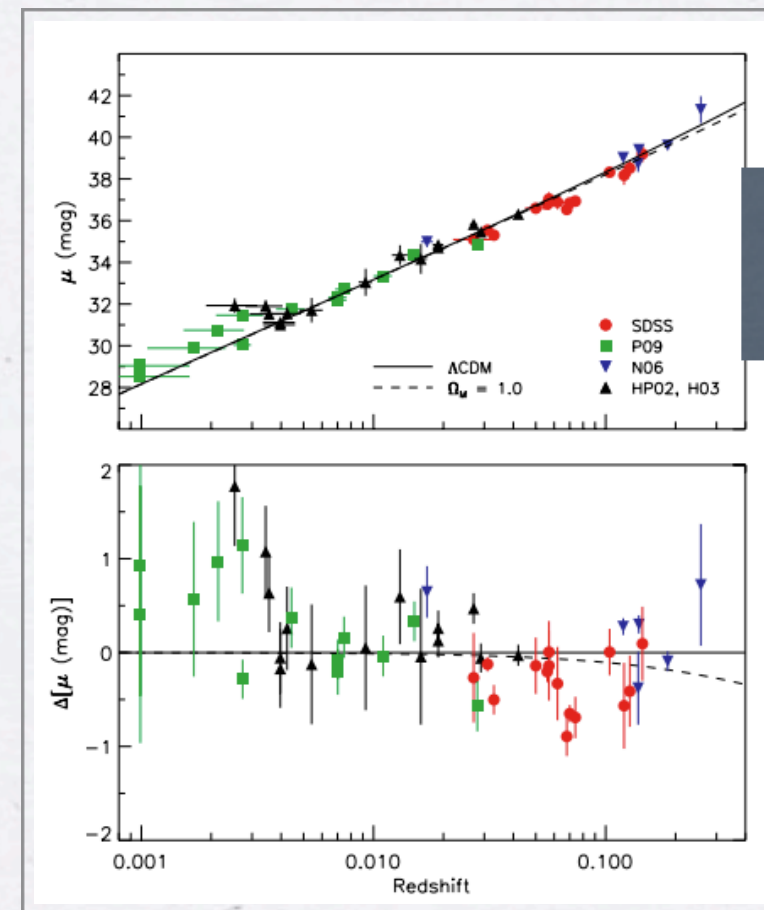 42
40
38
36
34
32
30
28
μ (mag)
SDSS
P09
N06
HP02, H03
ΛCDM
Ω_M = 1.0
2
1
0
−1
−2
Δ[μ (mag)]
0.001 0.010 0.100
Redshift